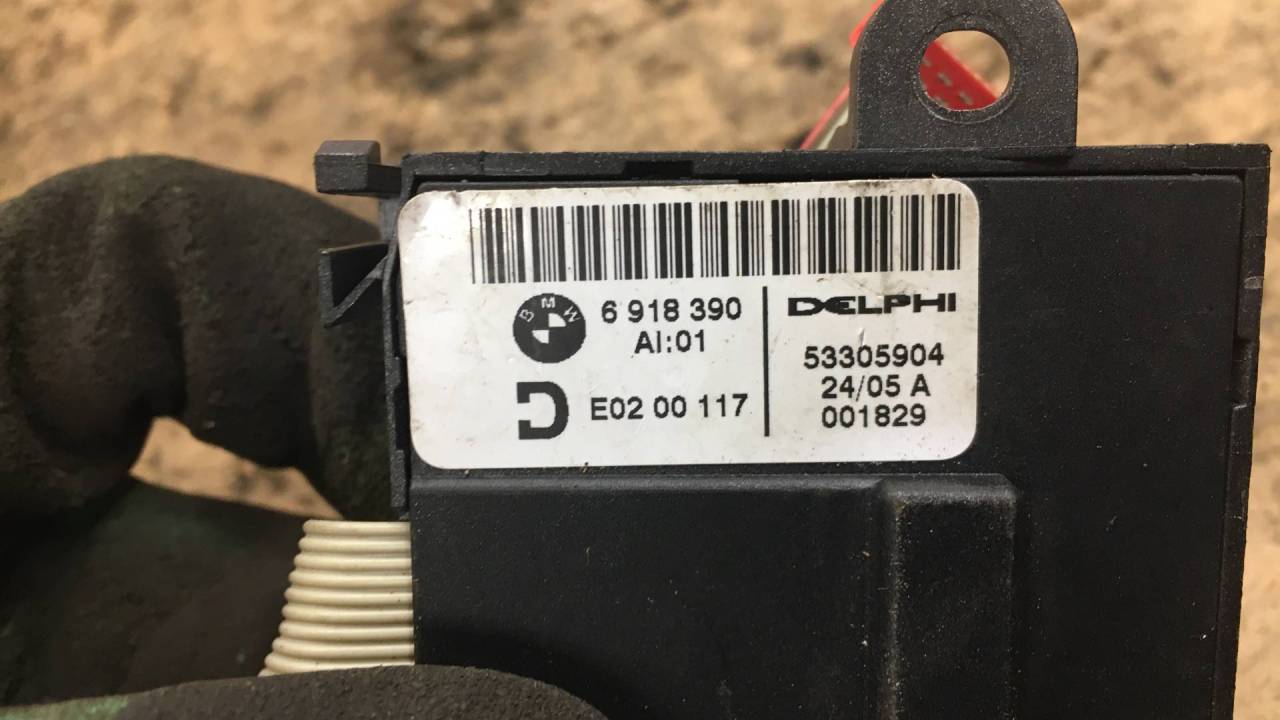 BMW
6 918 390
AI:01
E02 00 117
DELPHI
53305904
24/05 A
001829